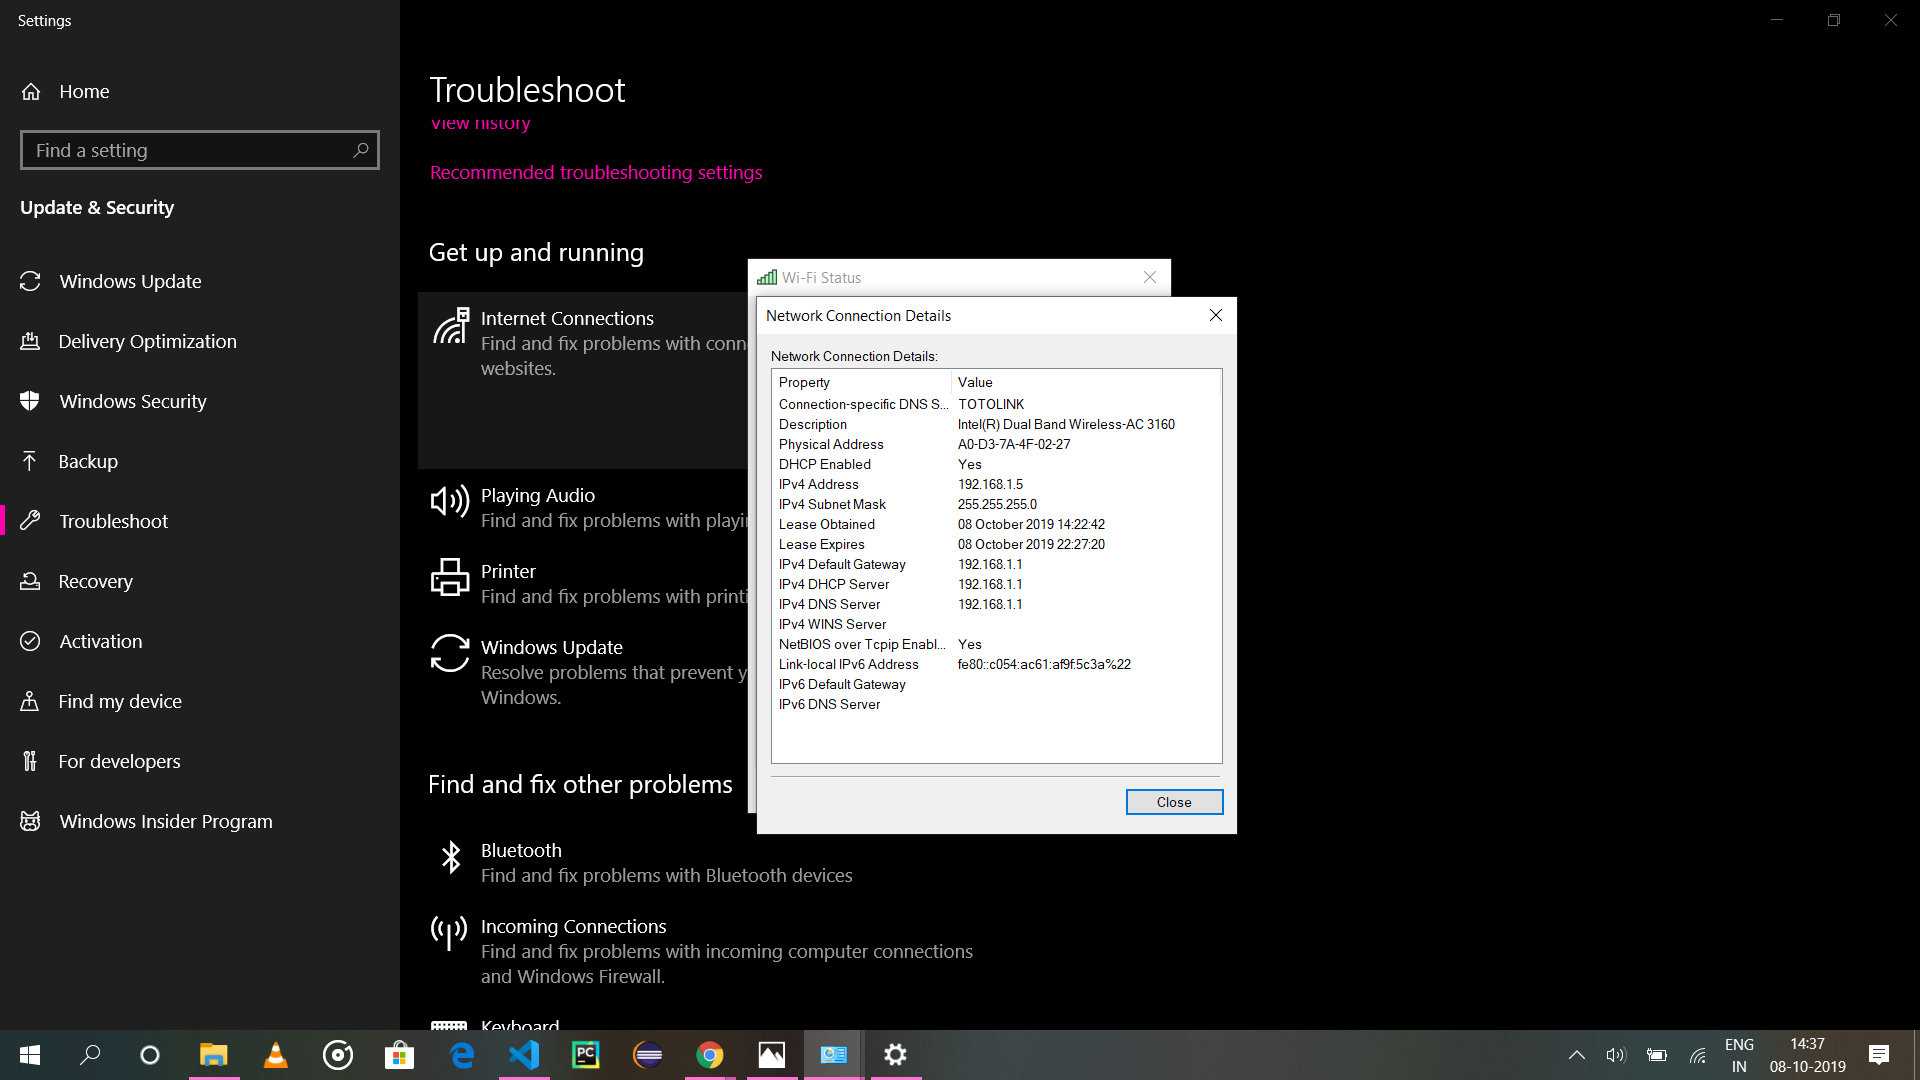 Settings
Home
Find a setting
Update & Security
Windows Update
Delivery Optimization
Windows Security
Backup
Troubleshoot
Recovery
Activation
Find my device
For developers
Windows Insider Program
Troubleshoot
View history
Recommended troubleshooting settings
Get up and running
Internet Connections
Find and fix problems with conn
websites.
Playing Audio
Find and fix problems with playi
Printer
Find and fix problems with printi
Windows Update
Resolve problems that prevent y
Windows.
Find and fix other problems
Bluetooth
Find and fix problems with Bluetooth devices
Incoming Connections
Find and fix problems with incoming computer connections
and Windows Firewall.
Keyboard
Wi-Fi Status
Network Connection Details
Network Connection Details:
Property Value
Connection-specific DNS S... TOTOLINK
Description Intel(R) Dual Band Wireless-AC 3160
Physical Address A0-D3-7A-4F-02-27
DHCP Enabled Yes
IPv4 Address 192.168.1.5
IPv4 Subnet Mask 255.255.255.0
Lease Obtained 08 October 2019 14:22:42
Lease Expires 08 October 2019 22:27:20
IPv4 Default Gateway 192.168.1.1
IPv4 DHCP Server 192.168.1.1
IPv4 DNS Server 192.168.1.1
IPv4 WINS Server
NetBIOS over Tcpip Enabl... Yes
Link-local IPv6 Address fe80::c054:ac61:af9f:5c3a%22
IPv6 Default Gateway
IPv6 DNS Server
Close
PC
ENG
IN
14:37
08-10-2019